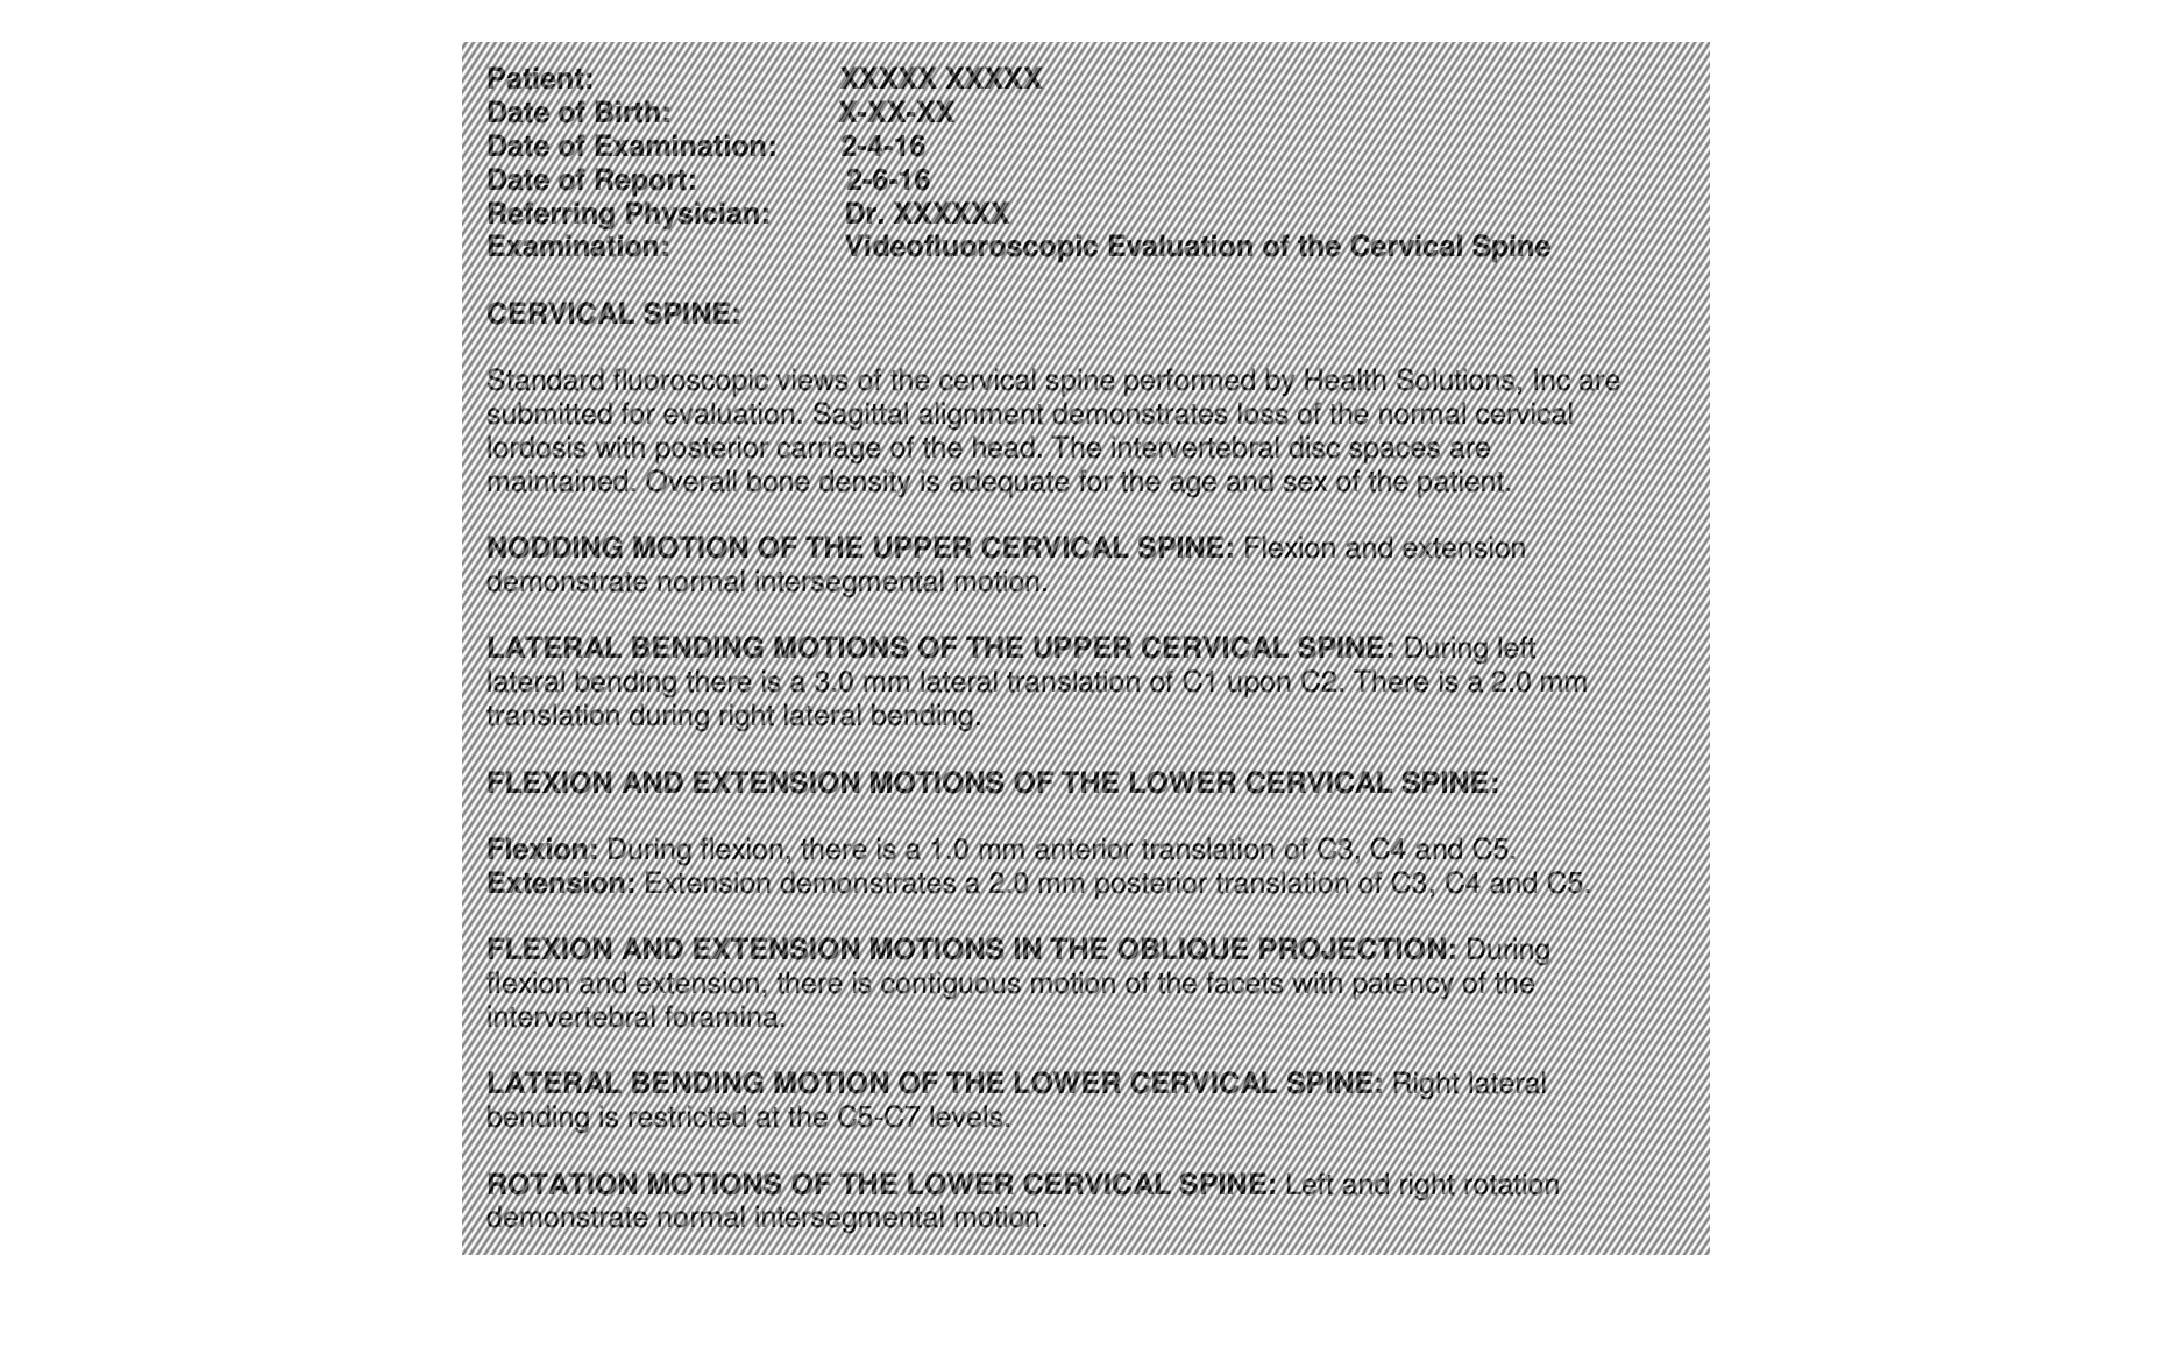 Patient: XXXXX XXXXX
Date of Birth: X-XX-XX
Date of Examination: 2-4-16
Date of Report: 2-6-16
Referring Physician: Dr. XXXXXX
Examination: Videofluoroscopic Evaluation of the Cervical Spine
CERVICAL SPINE:
Standard fluoroscopic views of the cervical spine performed by Health Solutions, Inc are
submitted for evaluation. Sagittal alignment demonstrates loss of the normal cervical
lordosis with posterior carriage of the head. The intervertebral disc spaces are
maintained. Overall bone density is adequate for the age and sex of the patient.
NODDING MOTION OF THE UPPER CERVICAL SPINE: Flexion and extension
demonstrate normal intersegmental motion.
LATERAL BENDING MOTIONS OF THE UPPER CERVICAL SPINE: During left
lateral bending there is a 3.0 mm lateral translation of C1 upon C2. There is a 2.0 mm
translation during right lateral bending.
FLEXION AND EXTENSION MOTIONS OF THE LOWER CERVICAL SPINE:
Flexion: During flexion, there is a 1.0 mm anterior translation of C3, C4 and C5.
Extension: Extension demonstrates a 2.0 mm posterior translation of C3, C4 and C5.
FLEXION AND EXTENSION MOTIONS IN THE OBLIQUE PROJECTION: During
flexion and extension, there is contiguous motion of the facets with patency of the
intervertebral foramina.
LATERAL BENDING MOTION OF THE LOWER CERVICAL SPINE: Right lateral
bending is restricted at the C5-C7 levels.
ROTATION MOTIONS OF THE LOWER CERVICAL SPINE: Left and right rotation
demonstrate normal intersegmental motion.